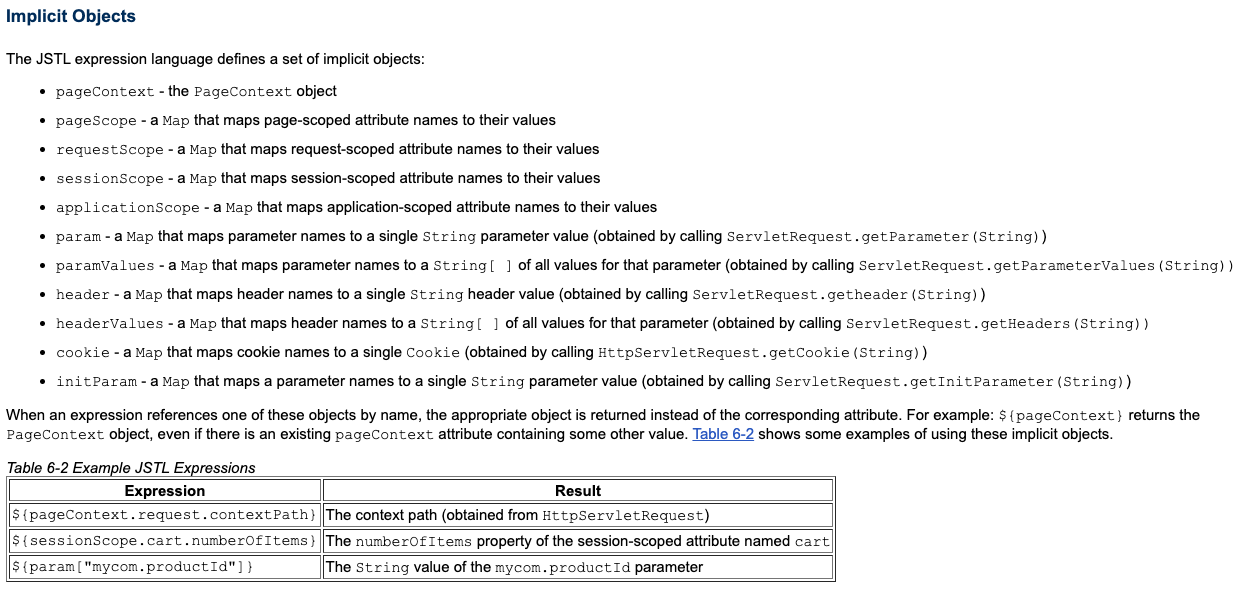 Implicit Objects
The JSTL expression language defines a set of implicit objects:
• pageContext - the PageContext object
• pageScope - a Map that maps page-scoped attribute names to their values
• requestScope - a Map that maps request-scoped attribute names to their values
• sessionScope - a Map that maps session-scoped attribute names to their values
• applicationScope - a Map that maps application-scoped attribute names to their values
• param - a Map that maps parameter names to a single String parameter value (obtained by calling ServletRequest.getParameter(String))
• paramValues - a Map that maps parameter names to a String[ ] of all values for that parameter (obtained by calling ServletRequest.getParameterValues(String))
• header - a Map that maps header names to a single String header value (obtained by calling ServletRequest.getheader(String))
• headerValues - a Map that maps header names to a String[ ] of all values for that parameter (obtained by calling ServletRequest.getHeaders(String))
• cookie - a Map that maps cookie names to a single Cookie (obtained by calling HttpServletRequest.getCookie(String))
• initParam - a Map that maps a parameter names to a single String parameter value (obtained by calling ServletRequest.getInitParameter(String))
When an expression references one of these objects by name, the appropriate object is returned instead of the corresponding attribute. For example: ${pageContext} returns the
PageContext object, even if there is an existing pageContext attribute containing some other value. Table 6-2 shows some examples of using these implicit objects.
Table 6-2 Example JSTL Expressions
Expression Result
${pageContext.request.contextPath} The context path (obtained from HttpServletRequest)
${sessionScope.cart.numberOfItems} The numberOfItems property of the session-scoped attribute named cart
${param["mycom.productId"]} The String value of the mycom.productId parameter